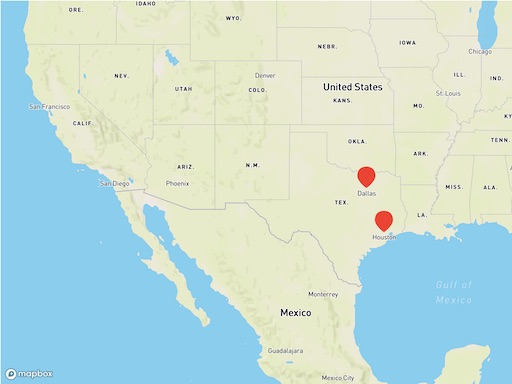 ORE.
IDAHO
WYO.
NEBR.
IOWA
Chicago
NEV.
UTAH
Denver
COLO.
United States
KANS.
ILL.
IND.
St. Louis
MO.
San Francisco
CALIF.
KY
OKLA.
TENN.
ARIZ.
N.M.
ARK.
San Diego
Phoenix
Dallas
MISS.
ALA.
TEX.
LA.
Houston
Gulf of
Mexico
Monterrey
Mexico
Guadalajara
Mexico City
mapbox